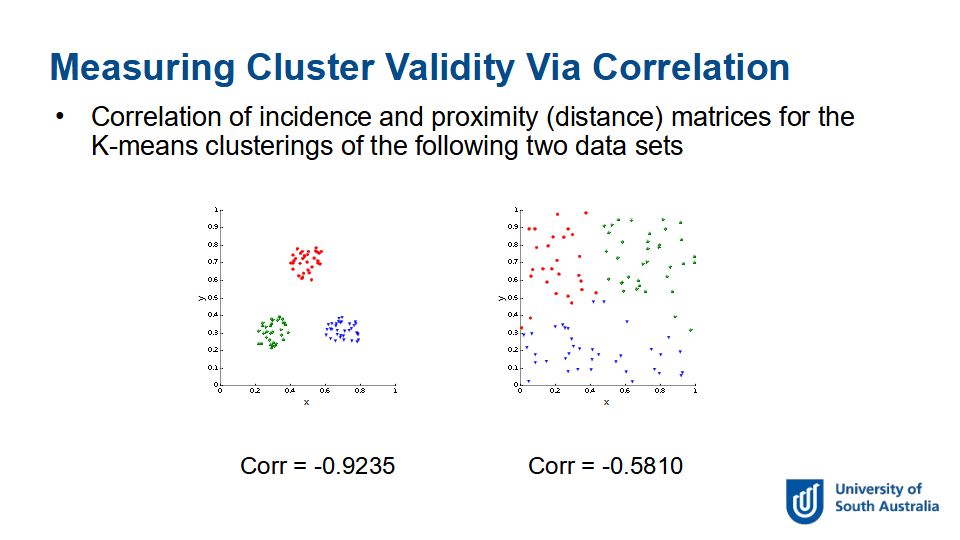 Measuring Cluster Validity Via Correlation
• Correlation of incidence and proximity (distance) matrices for the
K-means clusterings of the following two data sets
1
0.9
0.8
0.7
0.6
0.5
0.4
0.3
0.2
0.1
0
y
0 0.2 0.4 0.6 0.8 1
x
1
0.9
0.8
0.7
0.6
0.5
0.4
0.3
0.2
0.1
0
y
0 0.2 0.4 0.6 0.8 1
x
Corr = -0.9235
Corr = -0.5810
University of
South Australia